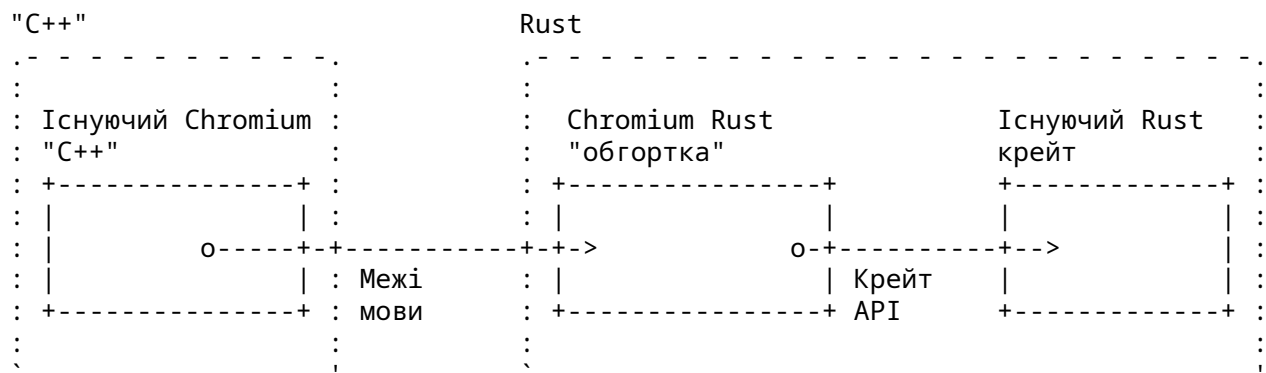 "C++" Rust
Існуючий Chromium Chromium Rust Існуючий Rust
"C++" "обгортка" крейт
Межі Крейт
мови API